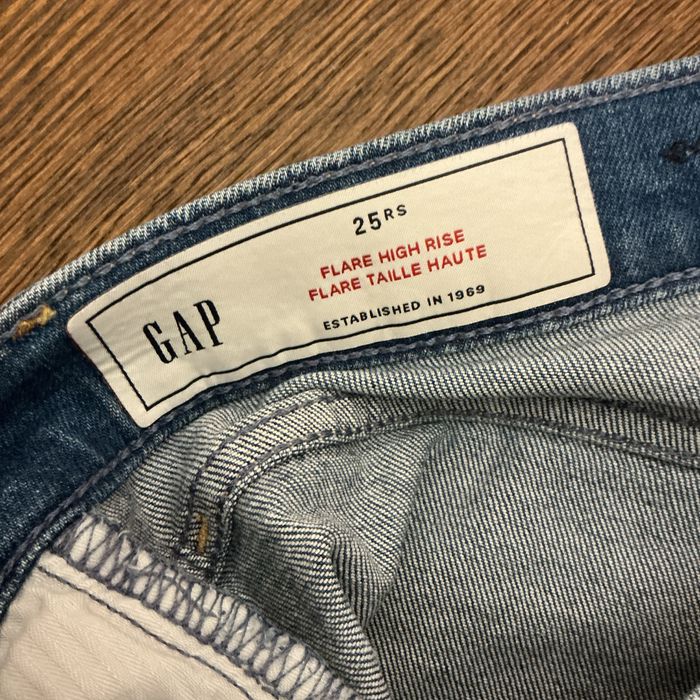 25RS
FLARE HIGH RISE
FLARE TAILLE HAUTE
ESTABLISHED IN 1969
GAP